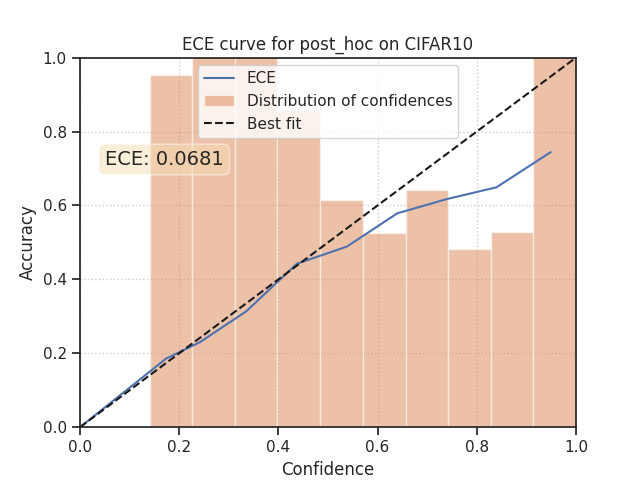 ECE curve for post_hoc on CIFAR10
1.0
0.8
0.6
0.4
0.2
0.0
Accuracy
ECE
Distribution of confidences
Best fit
ECE: 0.0681
0.0 0.2 0.4 0.6 0.8 1.0
Confidence